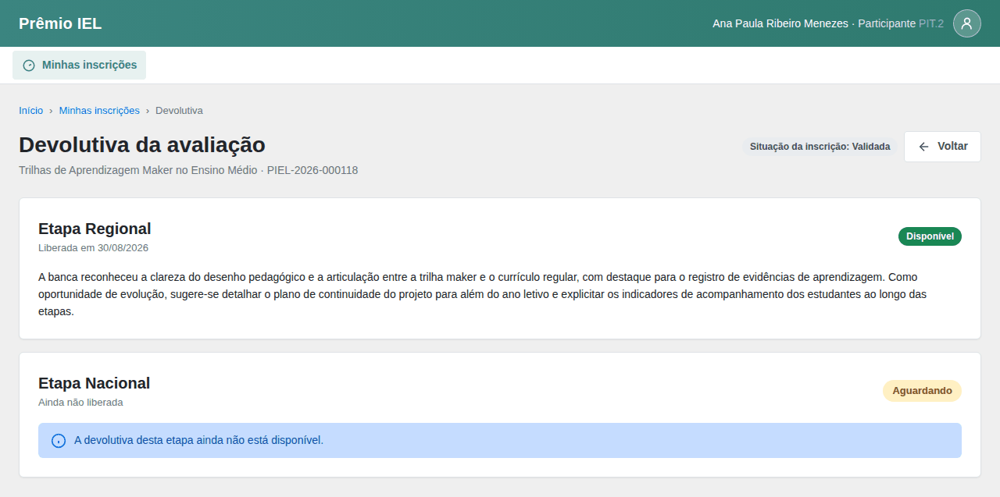 Prêmio IEL
Ana Paula Ribeiro Menezes · Participante PIT.2
Minhas inscrições
Início › Minhas inscrições › Devolutiva
Devolutiva da avaliação
Situação da inscrição: Validada
Voltar
Trilhas de Aprendizagem Maker no Ensino Médio · PIEL-2026-000118
Etapa Regional
Disponível
Liberada em 30/08/2026
A banca reconheceu a clareza do desenho pedagógico e a articulação entre a trilha maker e o currículo regular, com destaque para o registro de evidências de aprendizagem. Como
oportunidade de evolução, sugere-se detalhar o plano de continuidade do projeto para além do ano letivo e explicitar os indicadores de acompanhamento dos estudantes ao longo das
etapas.
Etapa Nacional
Aguardando
Ainda não liberada
A devolutiva desta etapa ainda não está disponível.